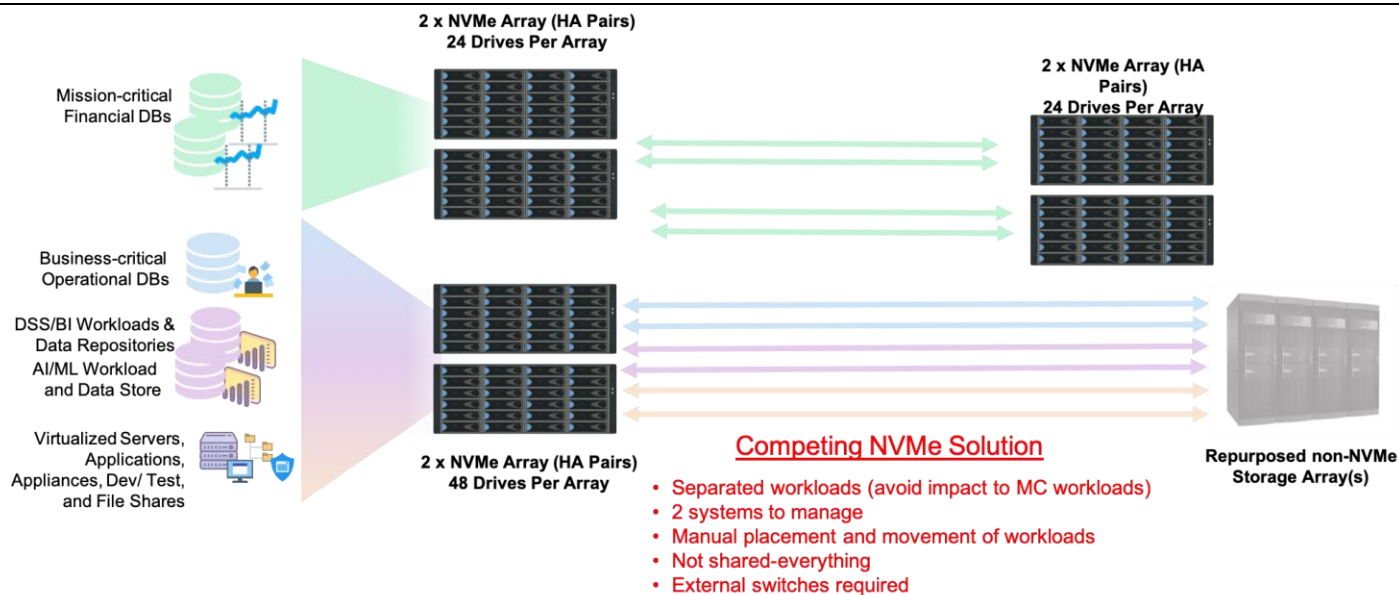 2 x NVMe Array (HA Pairs)
24 Drives Per Array
2 x NVMe Array (HA
Pairs)
24 Drives Per Array
Mission-critical
Financial DBs
Business-critical
Operational DBs
DSS/BI Workloads &
Data Repositories
AI/ML Workload
and Data Store
Virtualized Servers,
Applications,
Appliances, Dev/ Test,
and File Shares
2 x NVMe Array (HA Pairs)
48 Drives Per Array
Competing NVMe Solution
• Separated workloads (avoid impact to MC workloads)
• 2 systems to manage
• Manual placement and movement of workloads
• Not shared-everything
• External switches required
Repurposed non-NVMe
Storage Array(s)